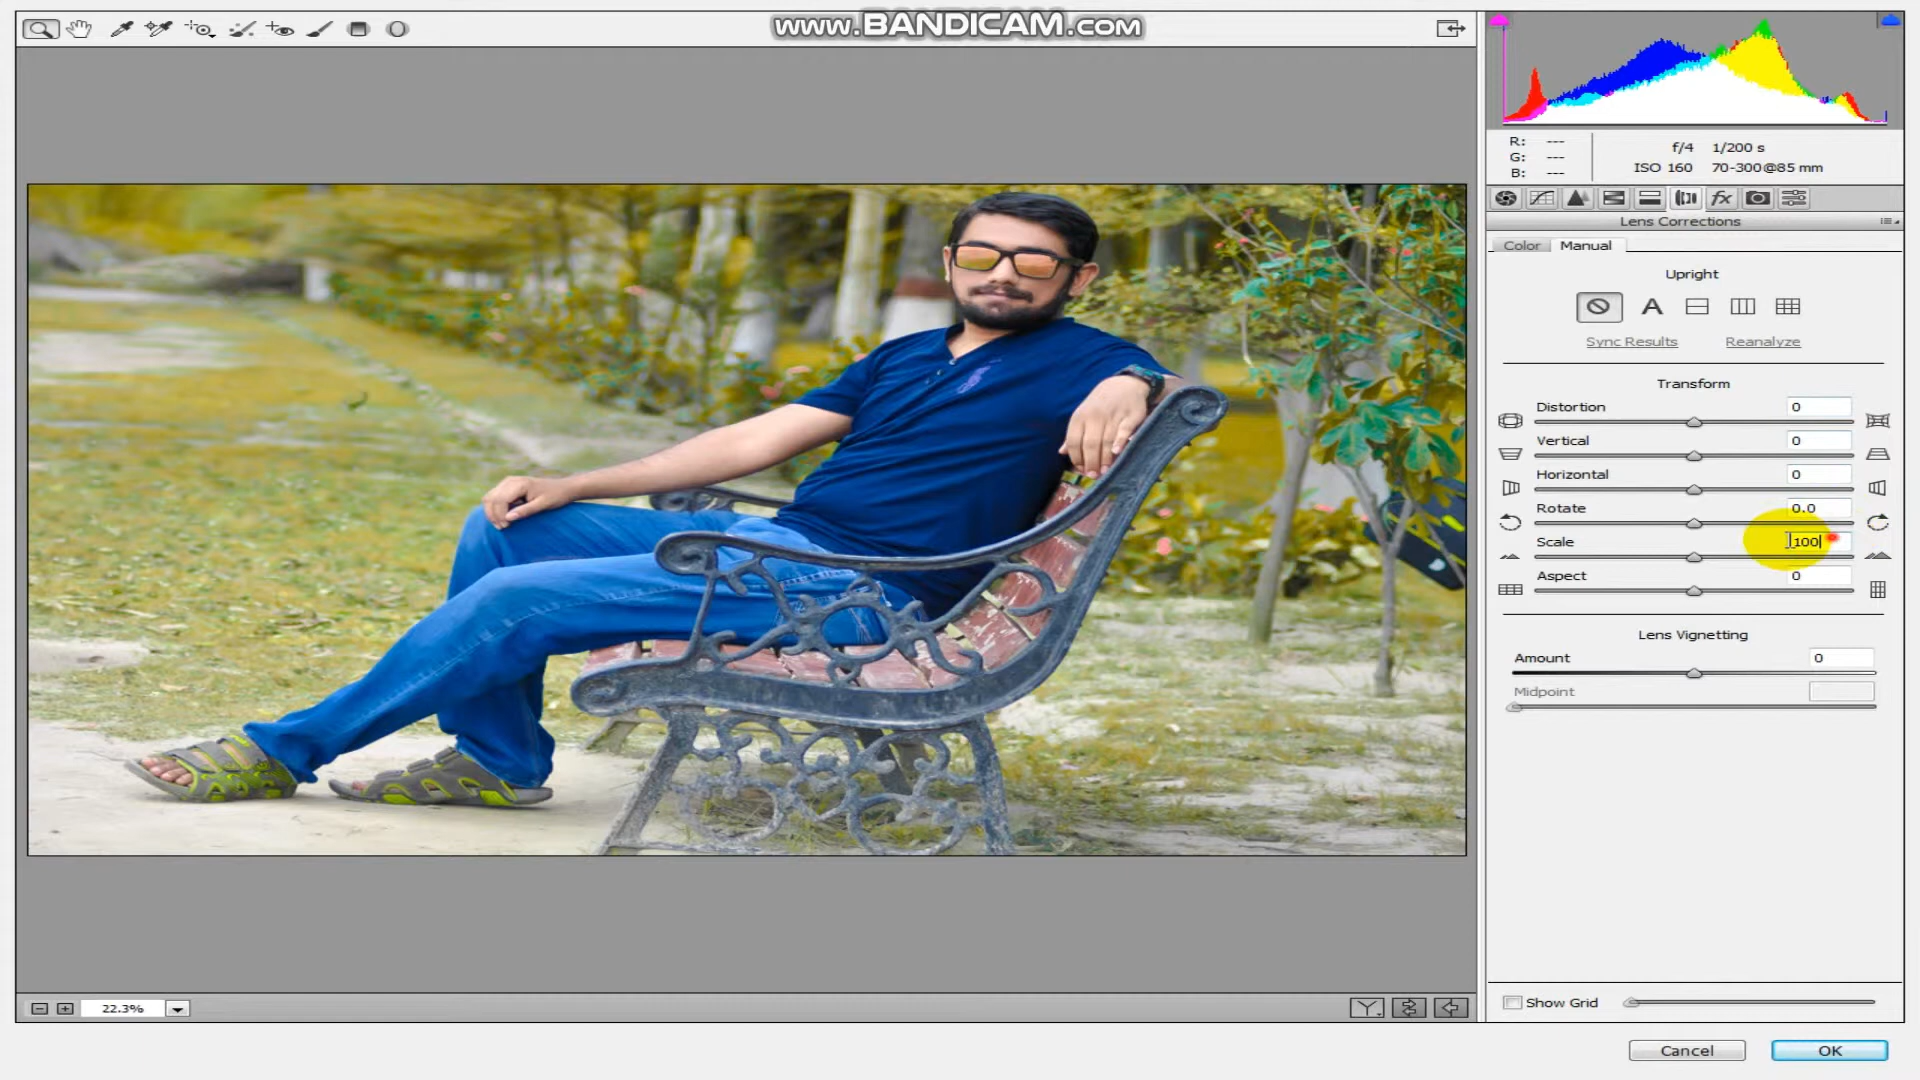 www.BANDICAM.com
R: ---
G: ---
B: ---
f/4 1/200 s
ISO 160 70-300@85 mm
fx
Lens Corrections
Color Manual
Upright
A
Sync Results Reanalyze
Transform
Distortion 0
Vertical 0
Horizontal 0
Rotate 0.0
Scale 100
Aspect 0
Lens Vignetting
Amount 0
Midpoint
22.3%
Y
Show Grid
Cancel OK